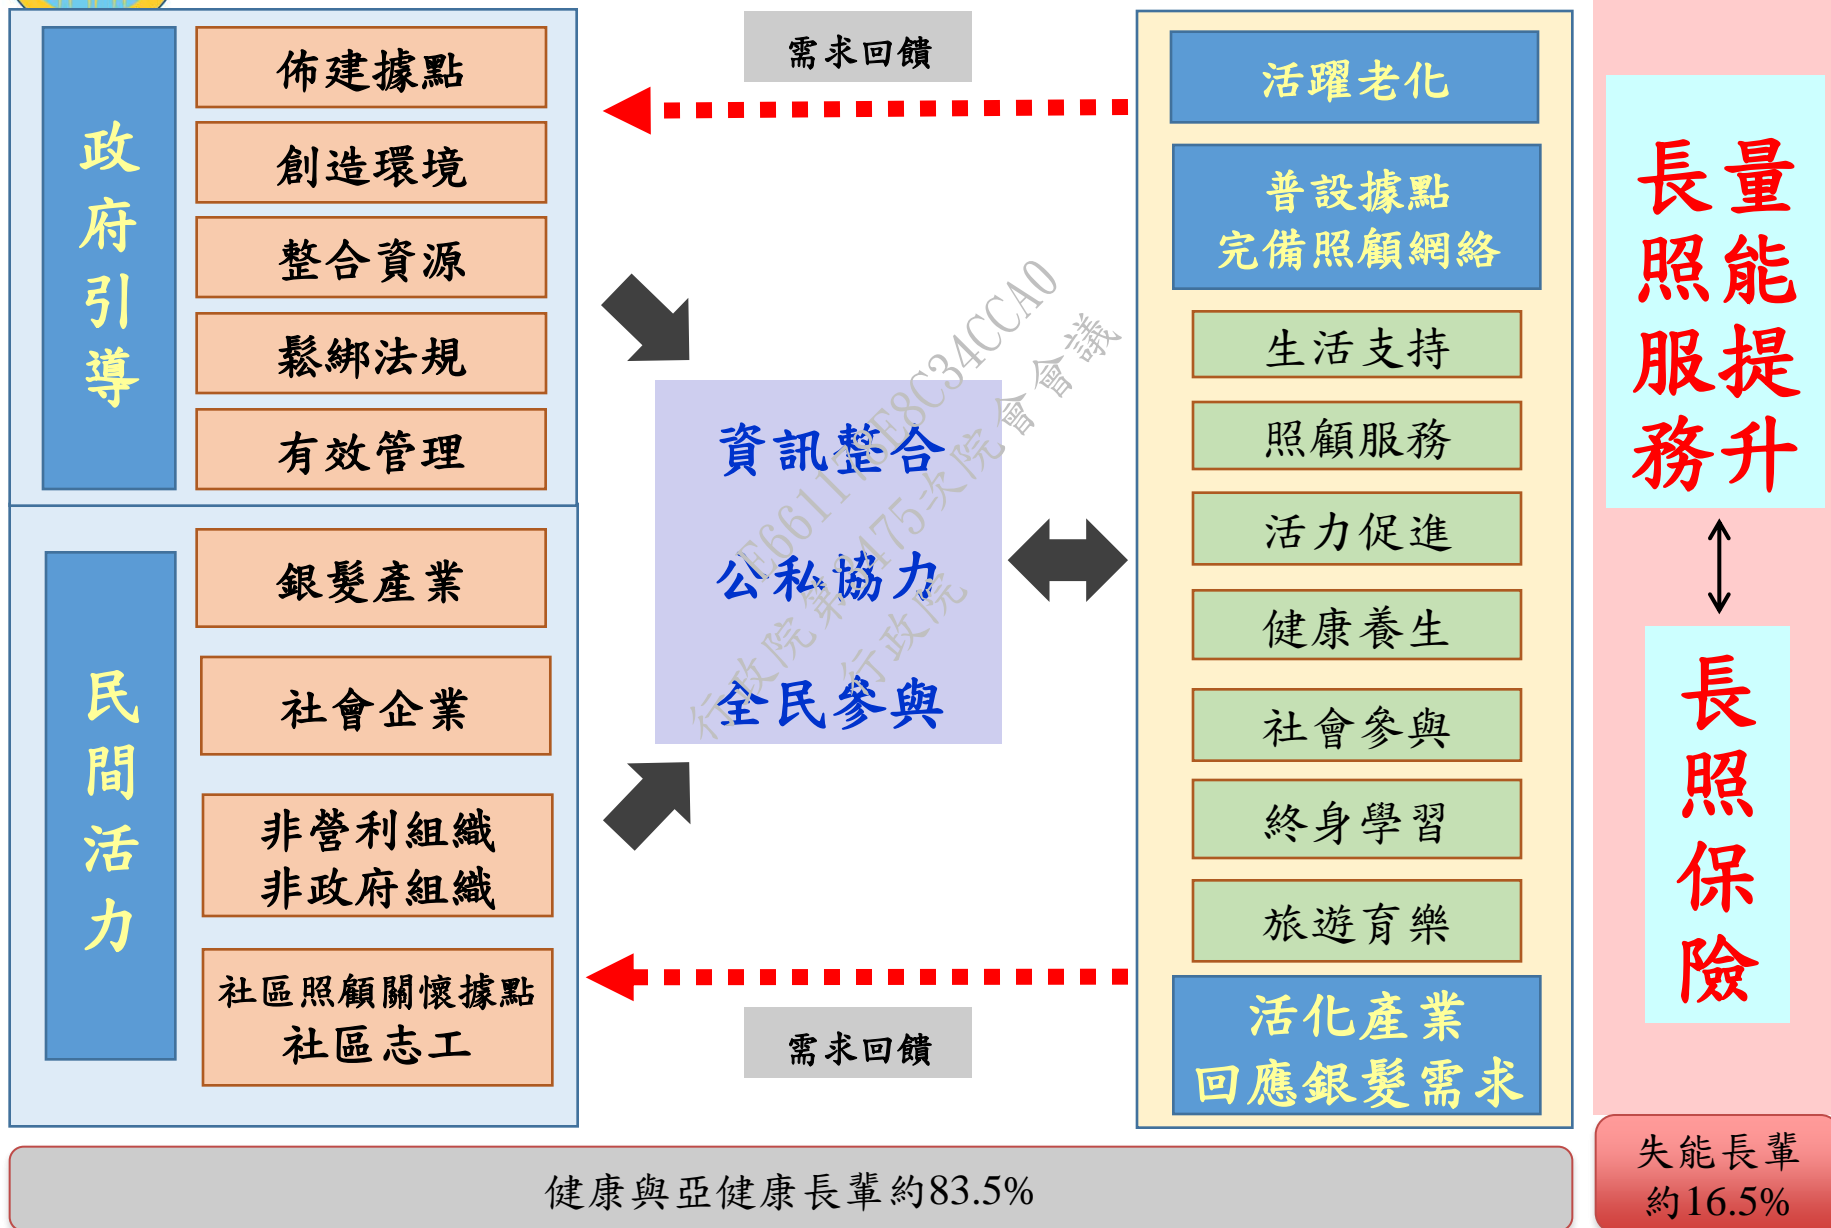 政府引導
佈建據點
創造環境
整合資源
鬆綁法規
有效管理
民間活力
銀髮產業
社會企業
非營利組織
非政府組織
社區照顧關懷據點
社區志工
需求回饋
資訊整合
公私協力
全民參與
需求回饋
活躍老化
普設據點
完備照顧網絡
生活支持
照顧服務
活力促進
健康養生
社會參與
終身學習
旅遊育樂
活化產業
回應銀髮需求
長照服務
量能提升
長照保險
健康與亞健康長輩約83.5%
失能長輩
約16.5%
行政院